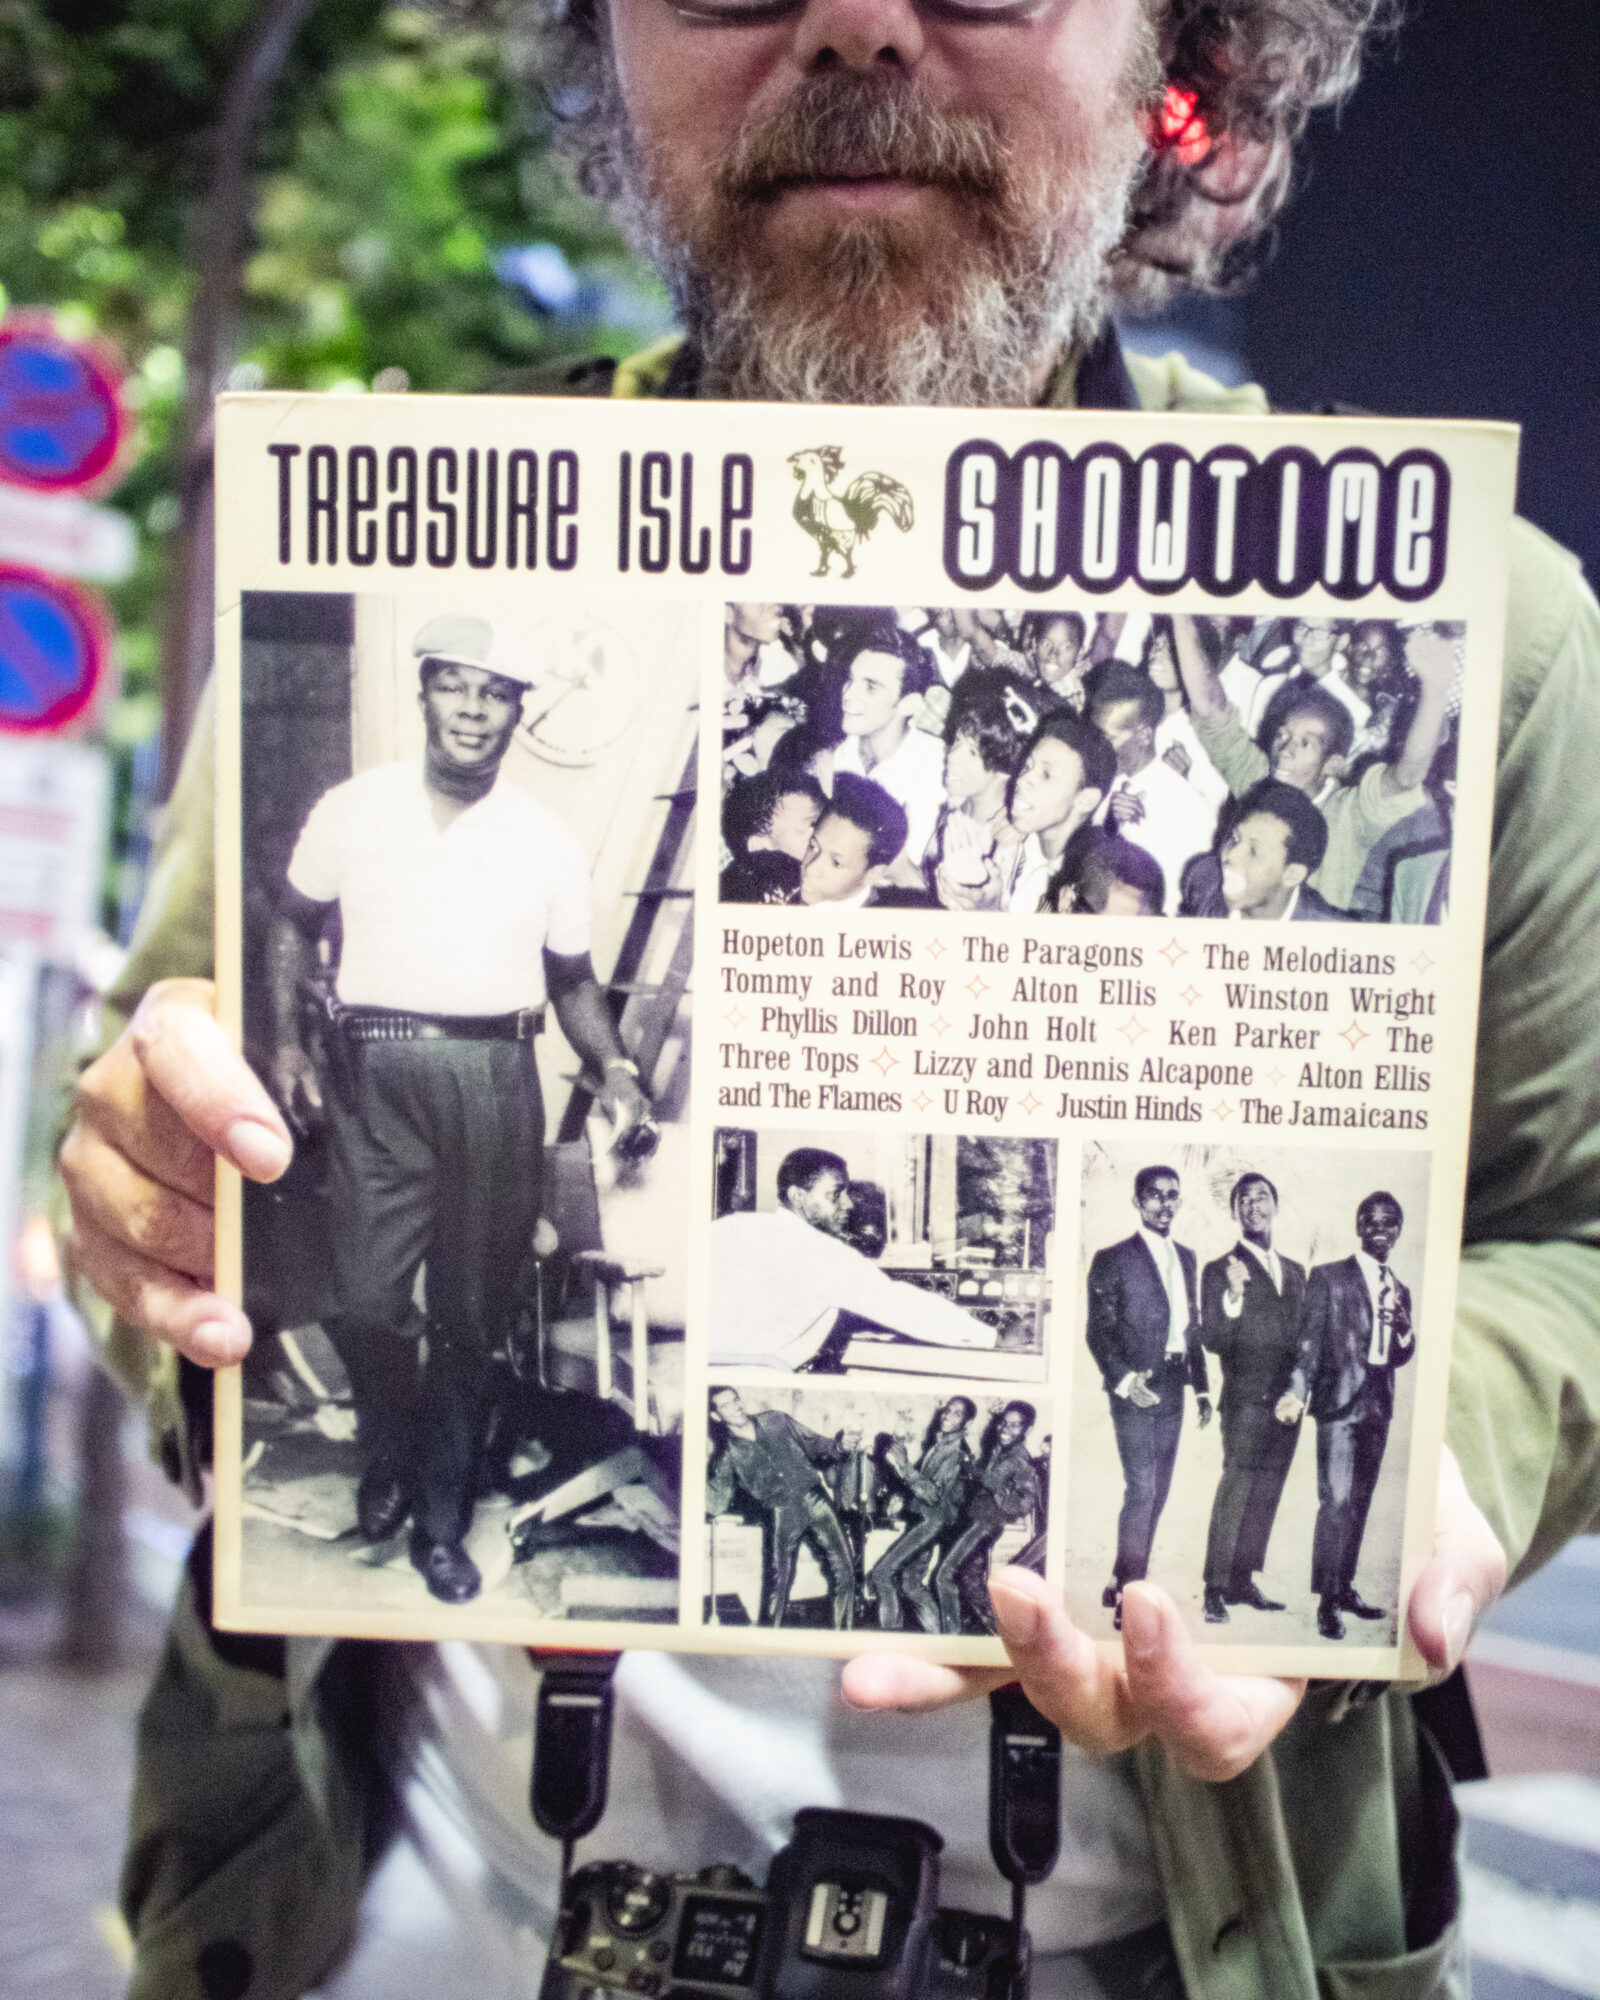 TREASURE ISLE SHOWTIME
Hopeton Lewis ✧ The Paragons ✧ The Melodians ✧
Tommy and Roy ✧ Alton Ellis ✧ Winston Wright
✧ Phyllis Dillon ✧ John Holt ✧ Ken Parker ✧ The
Three Tops ✧ Lizzy and Dennis Alcapone ✧ Alton Ellis
and The Flames ✧ U Roy ✧ Justin Hinds ✧ The Jamaicans